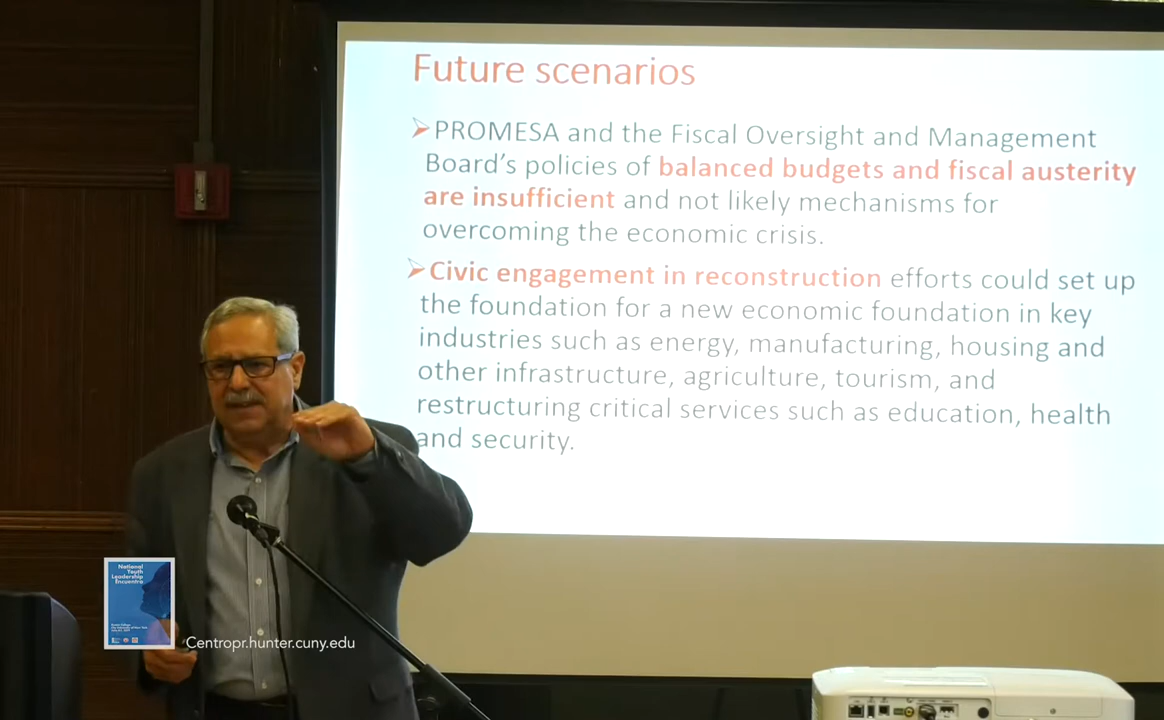 Future scenarios
PROMESA and the Fiscal Oversight and Management
Board's policies of balanced budgets and fiscal austerity
are insufficient and not likely mechanisms for
overcoming the economic crisis.
Civic engagement in reconstruction efforts could set up
the foundation for a new economic foundation in key
industries such as energy, manufacturing, housing and
other infrastructure, agriculture, tourism, and
restructuring critical services such as education, health
and security.
National
Youth
Leadership
Encuentro
Centropr.hunter.cuny.edu